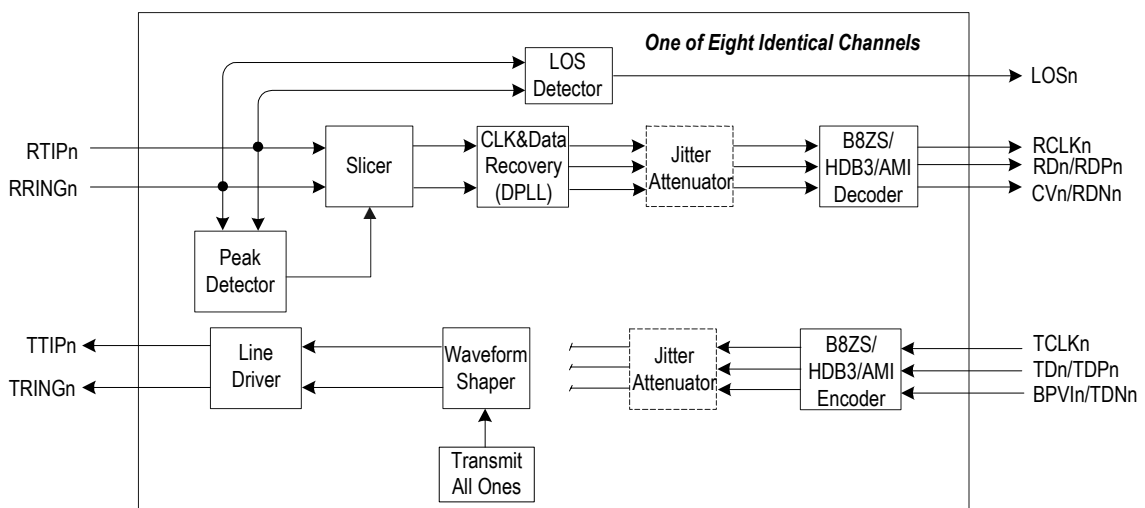 One of Eight Identical Channels
LOS
Detector
LOSn
RTIPn
RRINGn
Slicer
CLK&Data
Recovery
(DPLL)
Jitter
Attenuator
B8ZS/
HDB3/AMI
Decoder
RCLKn
RDn/RDPn
CVn/RDNn
Peak
Detector
TTIPn
TRINGn
Line
Driver
Waveform
Shaper
Jitter
Attenuator
B8ZS/
HDB3/AMI
Encoder
TCLKn
TDn/TDPn
BPVIn/TDNn
Transmit
All Ones